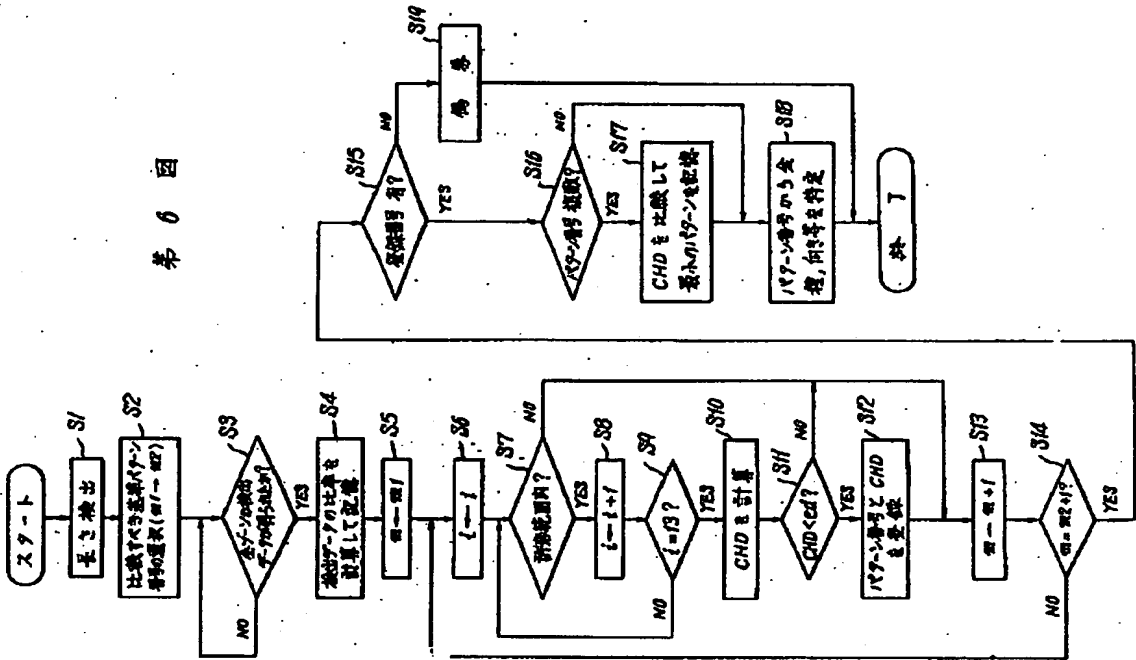 第6図
スタート
S1
長さ検出
S2
比較すべき基準パターン
番号の選択(m1→m2)
S3
全ゾーンの検出
データが得られたか?
NO
YES
S4
検出データの比率を
計算して記憶
S5
m←m1
S6
i←1
S7
許容範囲内?
NO
YES
S8
i←i+1
S9
i=13?
NO
YES
S10
CHDを計算
S11
CHD<cd?
NO
YES
S12
パターン番号とCHD
を登録
S13
m←m+1
S14
m=m2+1?
NO
YES
S15
登録番号有?
NO
YES
S19
偽券
S16
パターン番号複数?
NO
YES
S17
CHDを比較して
最小のパターンを記憶
S18
パターン番号から金
種,向き等を特定
終了